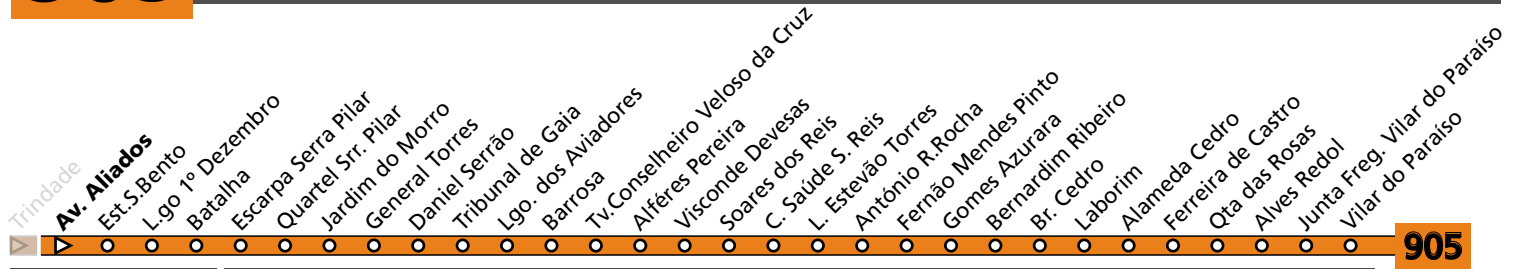 Trindade
Av. Aliados
Est.S.Bento
L.go 1º Dezembro
Batalha
Escarpa Serra Pilar
Quartel Srr. Pilar
Jardim do Morro
General Torres
Daniel Serrão
Tribunal de Gaia
Lgo. dos Aviadores
Barrosa
Tv.Conselheiro Veloso da Cruz
Alféres Pereira
Visconde Devesas
Soares dos Reis
C. Saúde S. Reis
L. Estevão Torres
António R.Rocha
Fernão Mendes Pinto
Gomes Azurara
Bernardim Ribeiro
Br. Cedro
Laborim
Alameda Cedro
Ferreira de Castro
Qta das Rosas
Alves Redol
Junta Freg. Vilar do Paraíso
Vilar do Paraíso
905